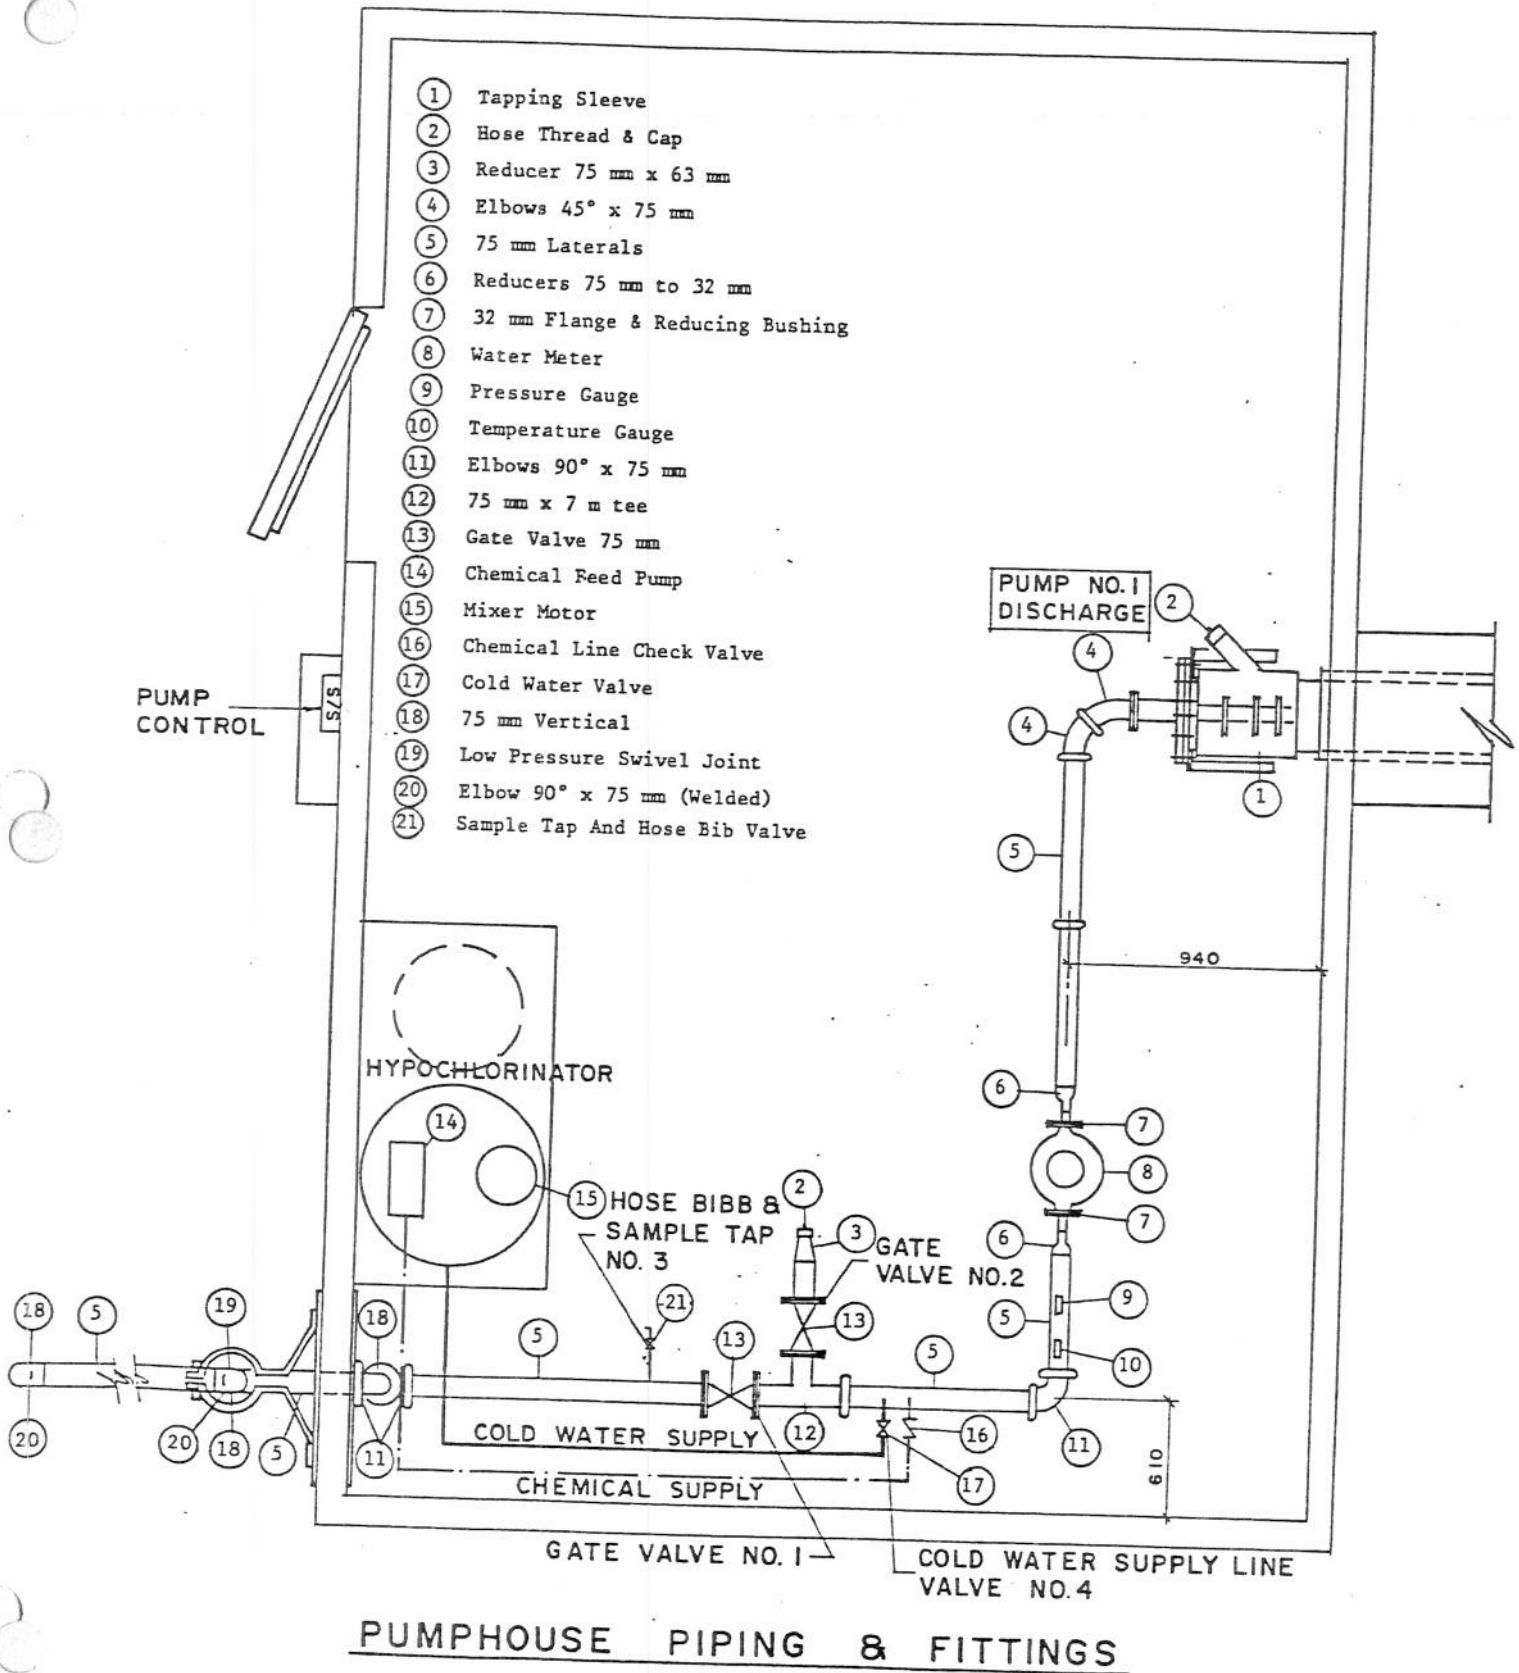 1 Tapping Sleeve
2 Hose Thread & Cap
3 Reducer 75 mm x 63 mm
4 Elbows 45° x 75 mm
5 75 mm Laterals
6 Reducers 75 mm to 32 mm
7 32 mm Flange & Reducing Bushing
8 Water Meter
9 Pressure Gauge
10 Temperature Gauge
11 Elbows 90° x 75 mm
12 75 mm x 7 m tee
13 Gate Valve 75 mm
14 Chemical Feed Pump
15 Mixer Motor
16 Chemical Line Check Valve
17 Cold Water Valve
18 75 mm Vertical
19 Low Pressure Swivel Joint
20 Elbow 90° x 75 mm (Welded)
21 Sample Tap And Hose Bib Valve
PUMP NO. 1
DISCHARGE
2
4
4
1
PUMP
CONTROL
S/S
5
940
HYPOCHLORINATOR
6
14
7
8
15
HOSE BIBB &
SAMPLE TAP
NO. 3
2
3
7
6
GATE
VALVE NO.2
18
5
19
18
21
5
13
13
5
5
9
10
20
20
18
5
11
COLD WATER SUPPLY
12
16
11
CHEMICAL SUPPLY
17
610
GATE VALVE NO. 1
COLD WATER SUPPLY LINE
VALVE NO.4
PUMPHOUSE PIPING & FITTINGS